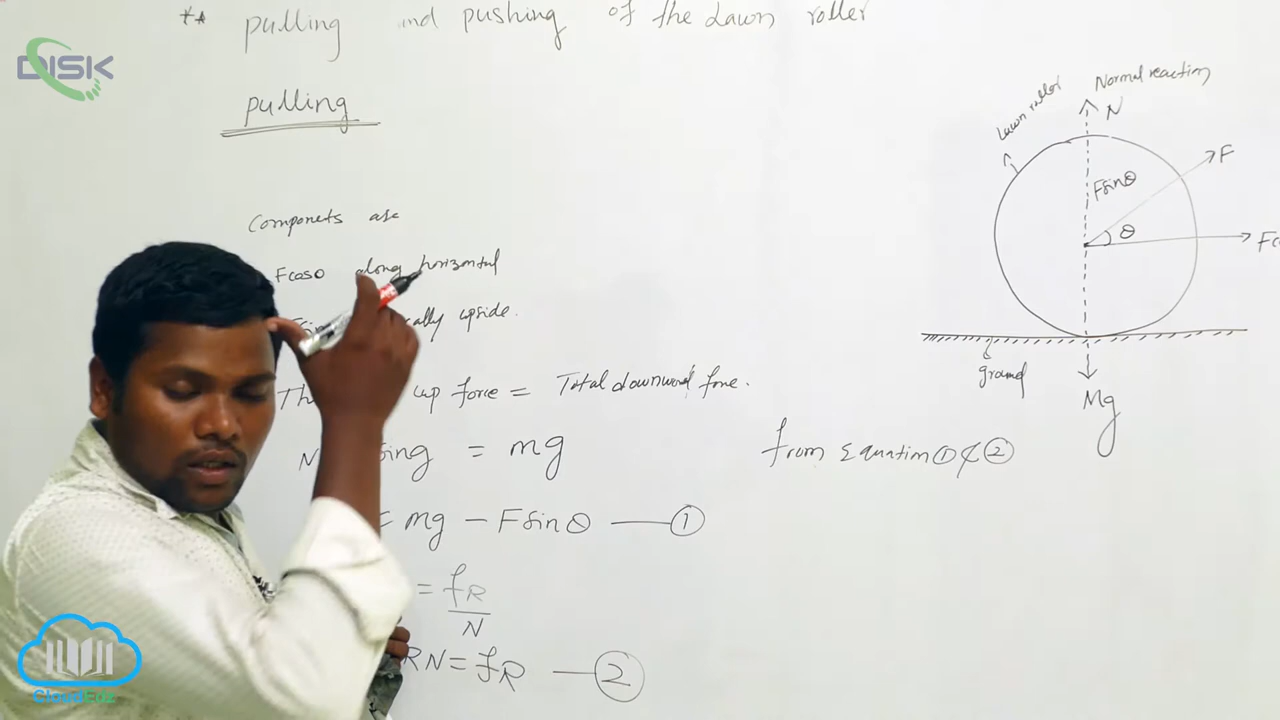 pulling and pushing of the Lawn roller
DISK
pulling
Components are
Fcosθ along horizontal
upside.
up force = Total downward force.
N = mg
= mg - Fsinθ — ①
= fR
N
RN = fR — ②
from Equation ① & ②
Lawn roller
Normal reaction
N
F
Fsinθ
θ
ground
Mg
CloudEdz